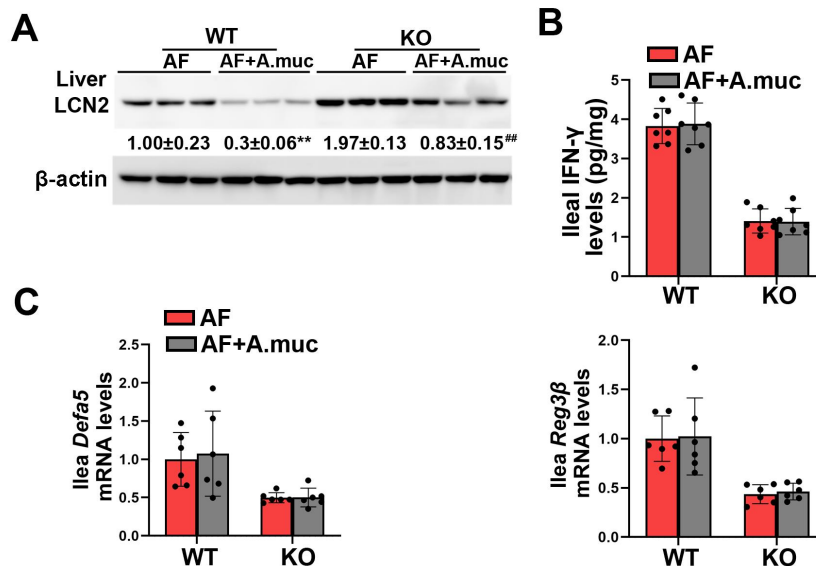 A
WT KO
AF AF+A.muc AF AF+A.muc
Liver
LCN2
1.00±0.23 0.3±0.06** 1.97±0.13 0.83±0.15##
β-actin
B
AF
AF+A.muc
Ileal IFN-γ
levels (pg/mg)
5
4
3
2
1
0
WT KO
C
AF
AF+A.muc
Ilea Defa5
mRNA levels
2.5
2.0
1.5
1.0
0.5
0.0
WT KO
Ilea Reg3β
mRNA levels
2.0
1.5
1.0
0.5
0.0
WT KO